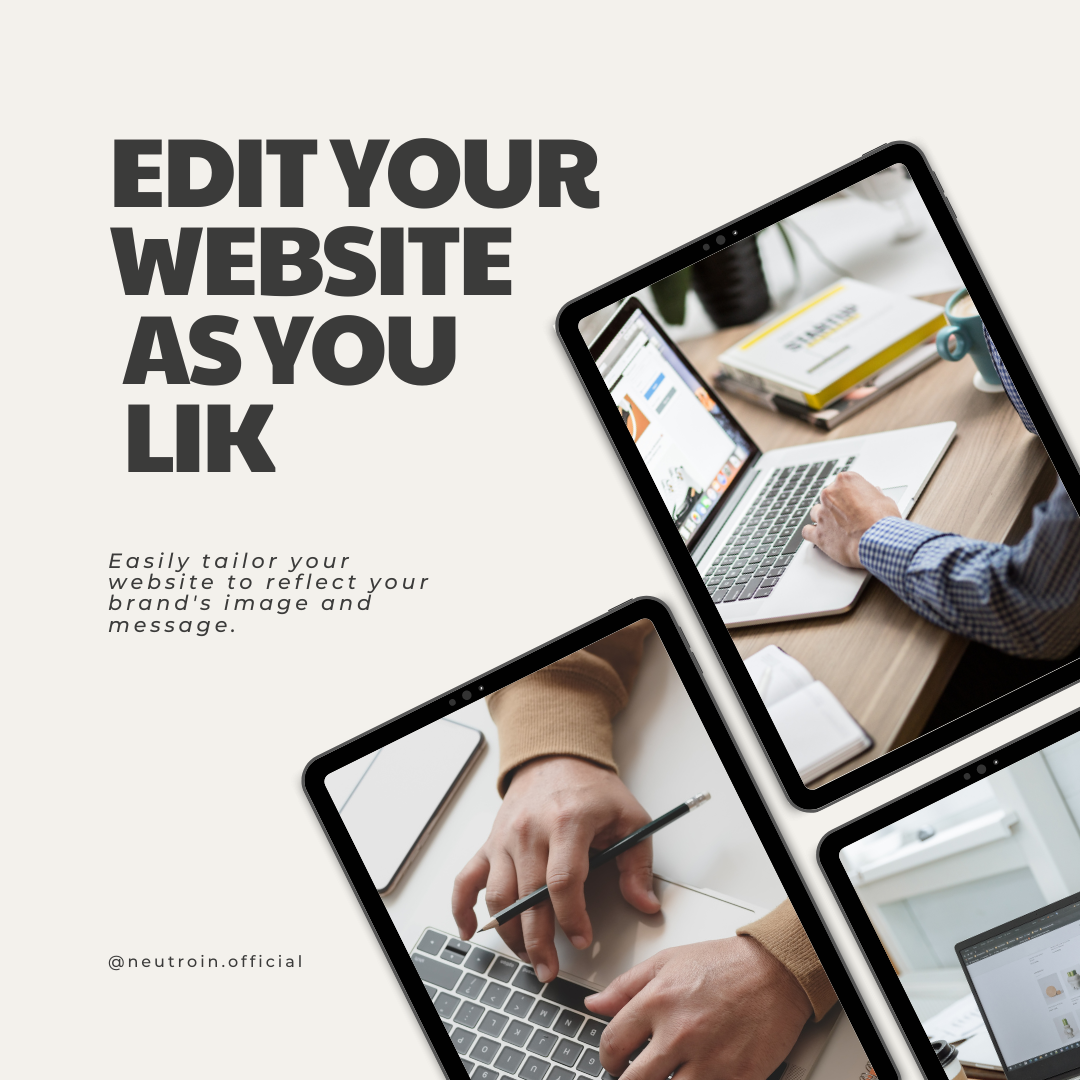 EDIT YOUR
WEBSITE
AS YOU
LIK
Easily tailor your
website to reflect your
brand's image and
message.
@neutroin.official
STARTUP